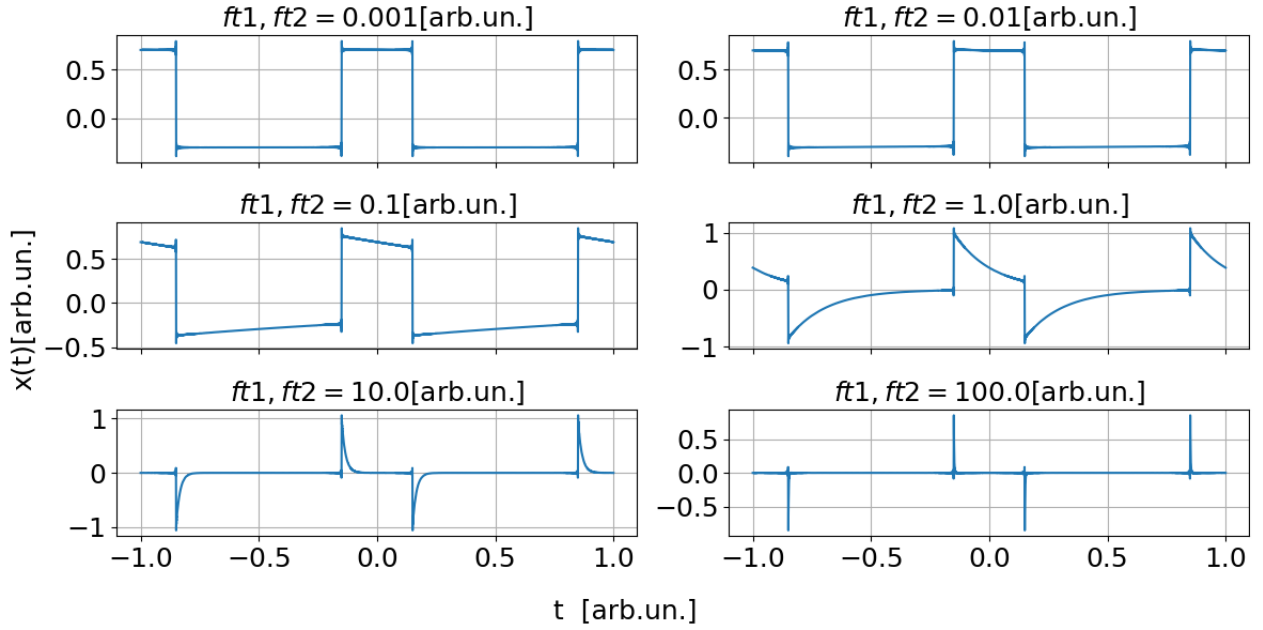 ft1, ft2 = 0.001[arb.un.]
ft1, ft2 = 0.01[arb.un.]
0.5
0.0
0.5
0.0
ft1, ft2 = 0.1[arb.un.]
ft1, ft2 = 1.0[arb.un.]
0.5
0.0
−0.5
1
0
−1
x(t)[arb.un.]
ft1, ft2 = 10.0[arb.un.]
ft1, ft2 = 100.0[arb.un.]
1
0
−1
0.5
0.0
−0.5
−1.0 −0.5 0.0 0.5 1.0
−1.0 −0.5 0.0 0.5 1.0
t [arb.un.]